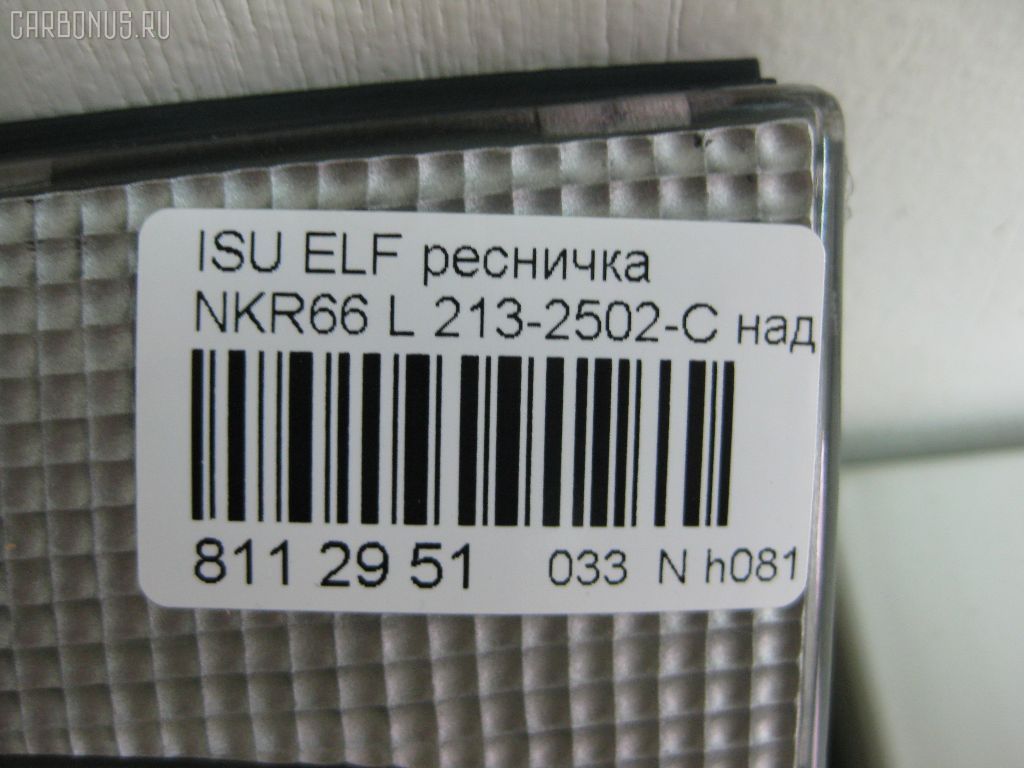 CARBONUS.RU
ISU ELF ресничка
NKR66 L 213-2502-C над
811 29 51 033 N h081